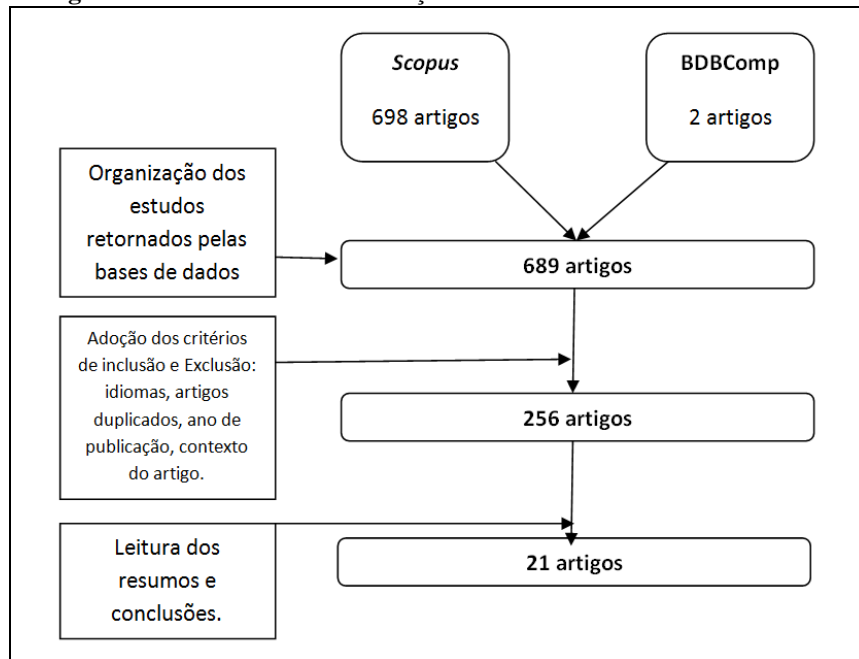 Scopus
698 artigos
BDBComp
2 artigos
Organização dos
estudos
retornados pelas
bases de dados
689 artigos
Adoção dos critérios
de inclusão e Exclusão:
idiomas, artigos
duplicados, ano de
publicação, contexto
do artigo.
256 artigos
Leitura dos
resumos e
conclusões.
21 artigos